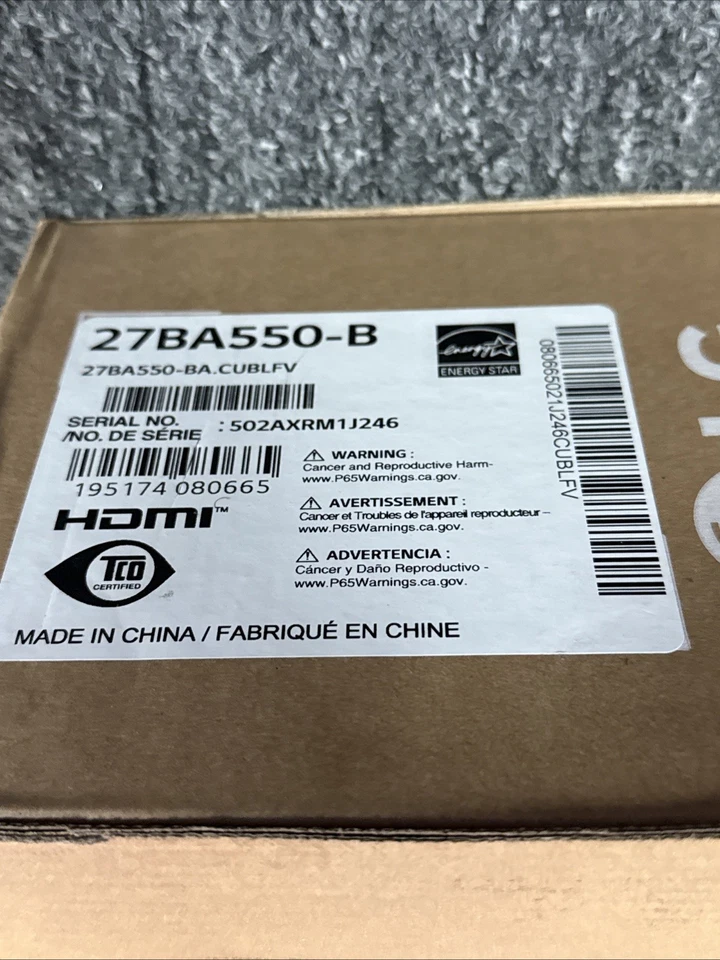 27BA550-B
27BA550-BA.CUBLFV
energy
ENERGY STAR
SERIAL NO.
/NO. DE SÉRIE : 502AXRM1J246
195174 080665
HDMI™
TCO
CERTIFIED
WARNING :
Cancer and Reproductive Harm-
www.P65Warnings.ca.gov.
AVERTISSEMENT :
Cancer et Troubles de l'appareil reproducteur –
www.P65Warnings.ca.gov.
ADVERTENCIA :
Cáncer y Daño Reproductivo -
www.P65Warnings.ca.gov.
MADE IN CHINA / FABRIQUÉ EN CHINE
080665021J246CUBLFV